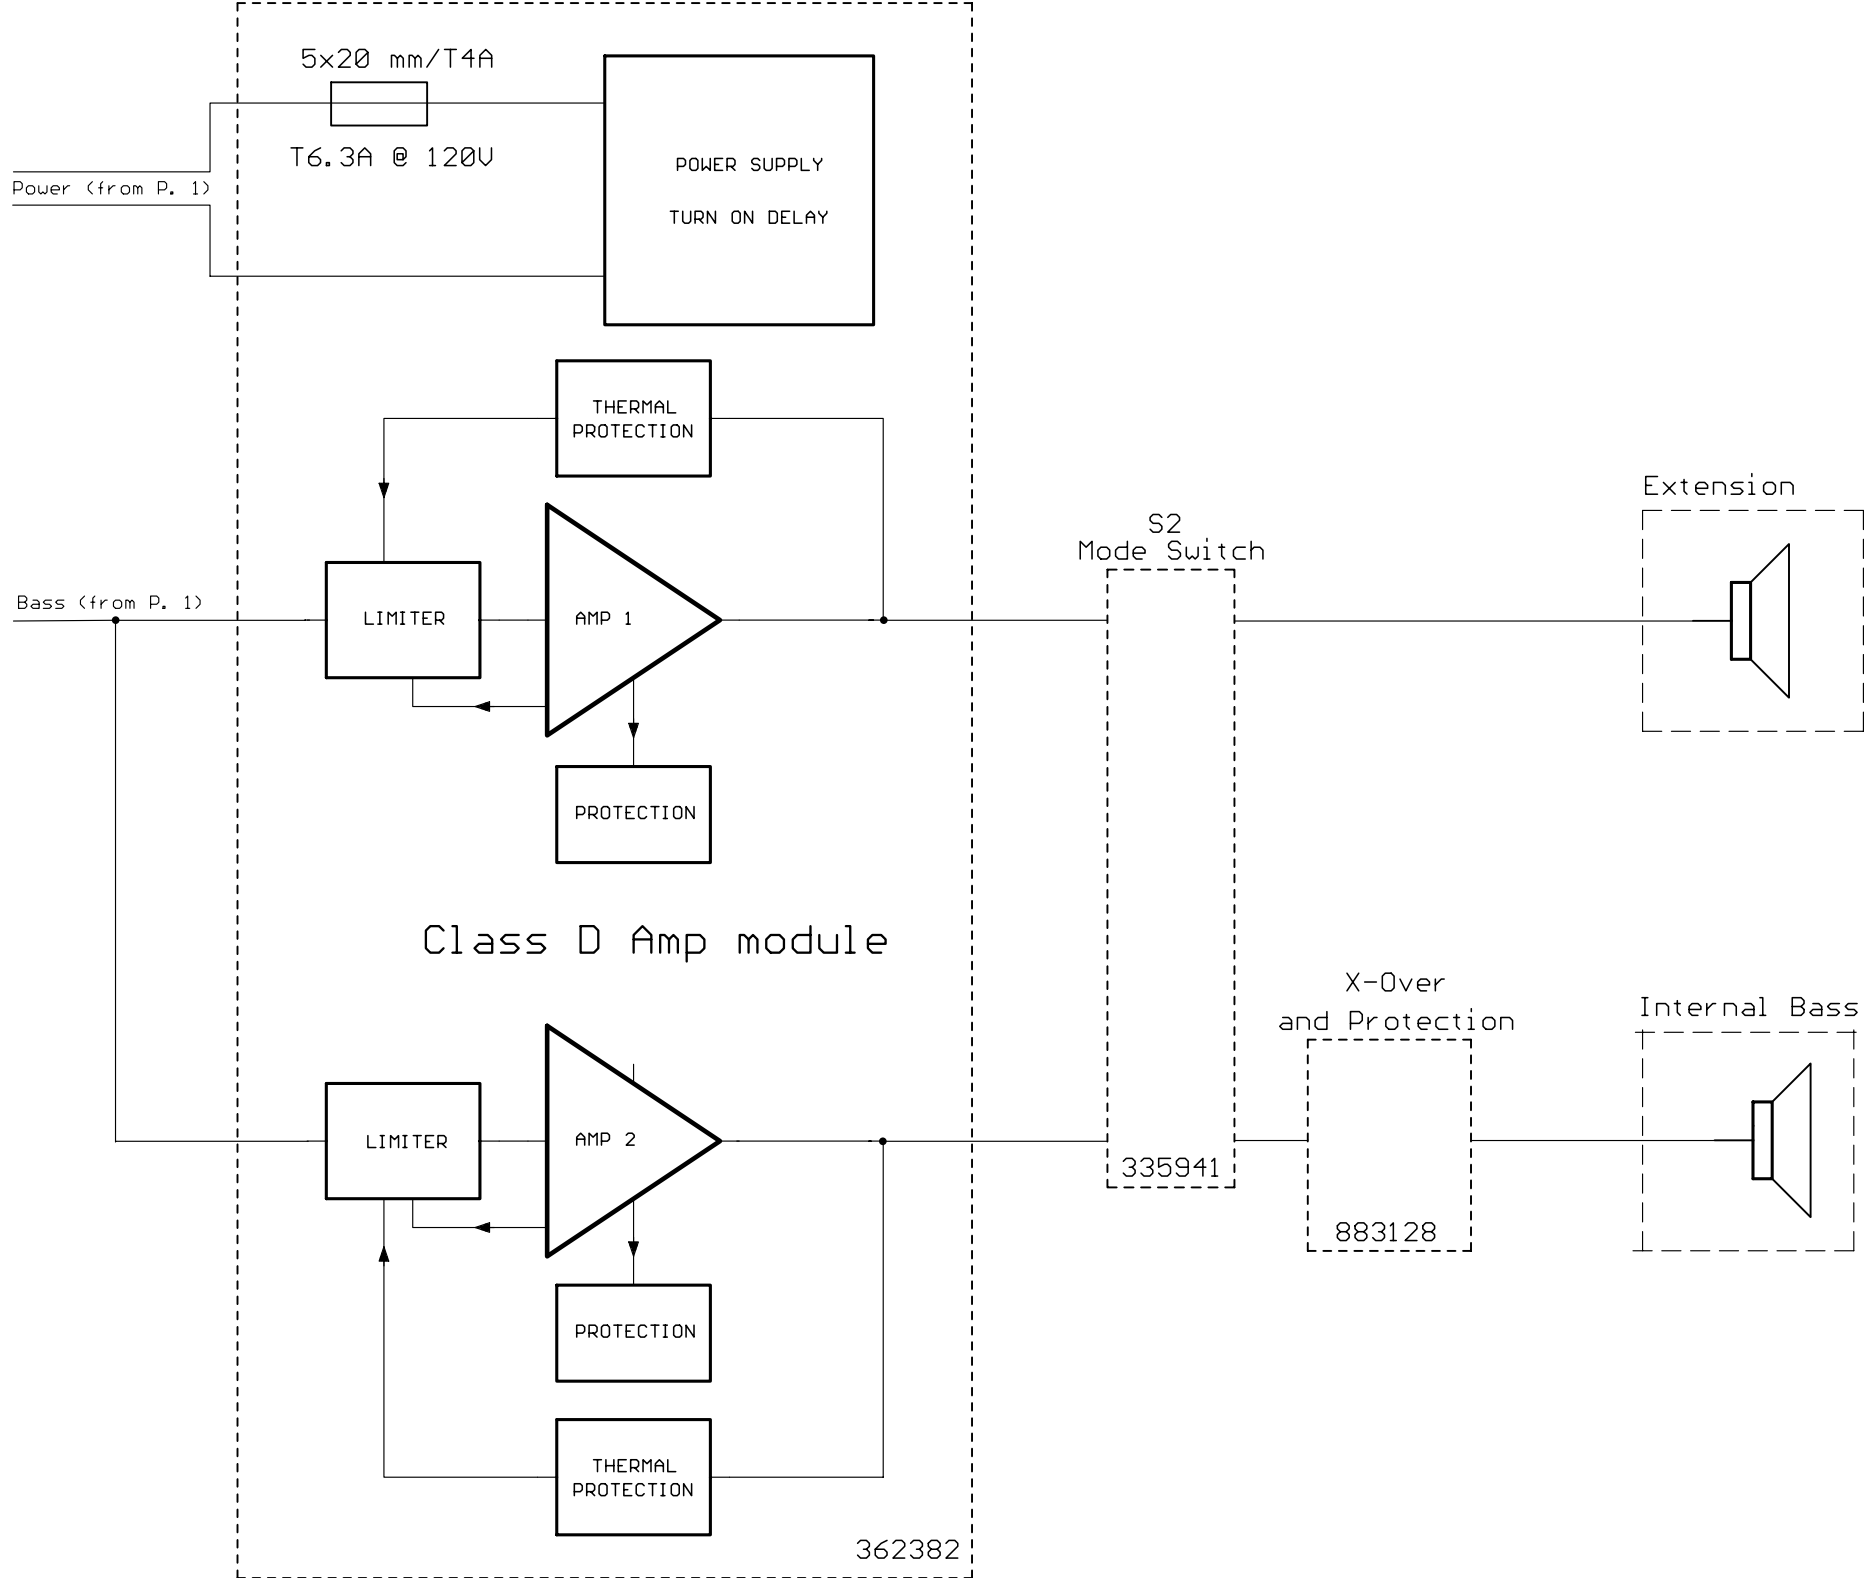 5x20 mm/T4A
T6.3A @ 120V
Power (from P. 1)
POWER SUPPLY
TURN ON DELAY
THERMAL
PROTECTION
Extension
S2
Mode Switch
Bass (from P. 1)
LIMITER
AMP 1
PROTECTION
Class D Amp module
X-Over
and Protection
Internal Bass
LIMITER
AMP 2
335941
883128
PROTECTION
THERMAL
PROTECTION
362382